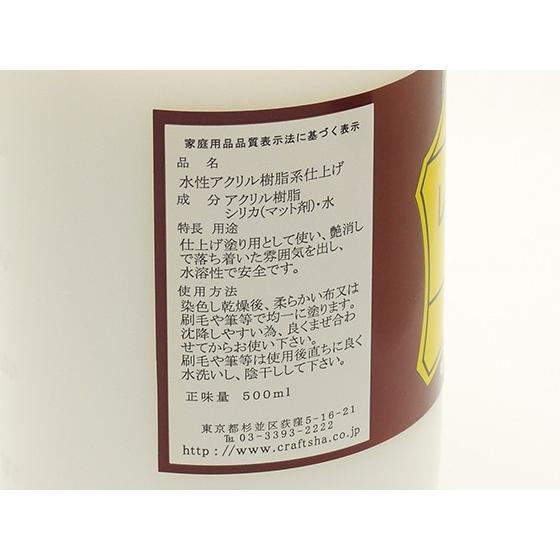 家庭用品品質表示法に基づく表示
品 名
水性アクリル樹脂系仕上げ
成 分 アクリル樹脂
シリカ(マット剤)・水
特長 用途
仕上げ塗り用として使い、艶消し
で落ち着いた雰囲気を出し、
水溶性で安全です。
使用方法
染色し乾燥後、柔らかい布又は
刷毛や筆等で均一に塗ります。
沈降しやすい為、良くまぜ合わ
せてからお使い下さい。
刷毛や筆等は使用後直ちに良く
水洗いし、陰干しして下さい。
正味量 500ml
東京都杉並区荻窪5-16-21
℡ 03-3393-2222
http://www.craftsha.co.jp